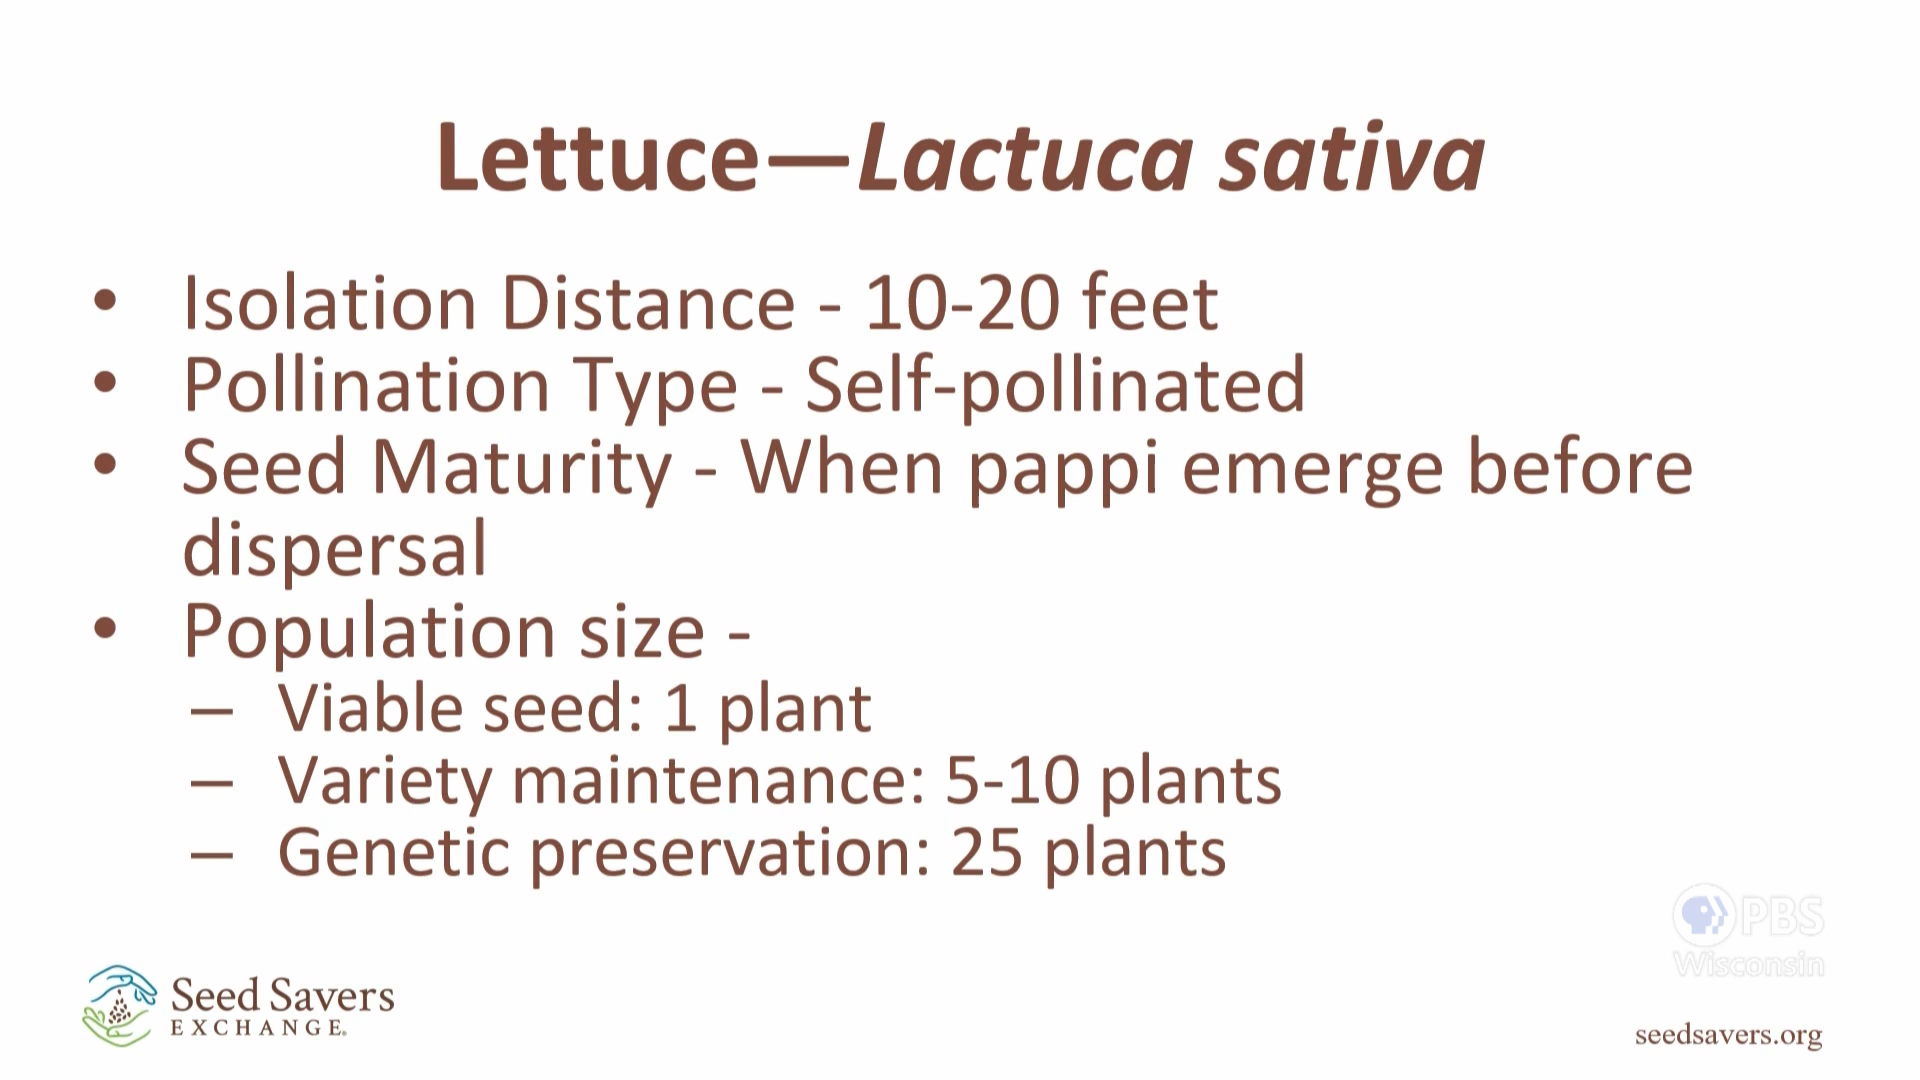 Lettuce—Lactuca sativa
• Isolation Distance - 10-20 feet
• Pollination Type - Self-pollinated
• Seed Maturity - When pappi emerge before
dispersal
• Population size -
– Viable seed: 1 plant
– Variety maintenance: 5-10 plants
– Genetic preservation: 25 plants
PBS
Wisconsin
Seed Savers
EXCHANGE.
seedsavers.org